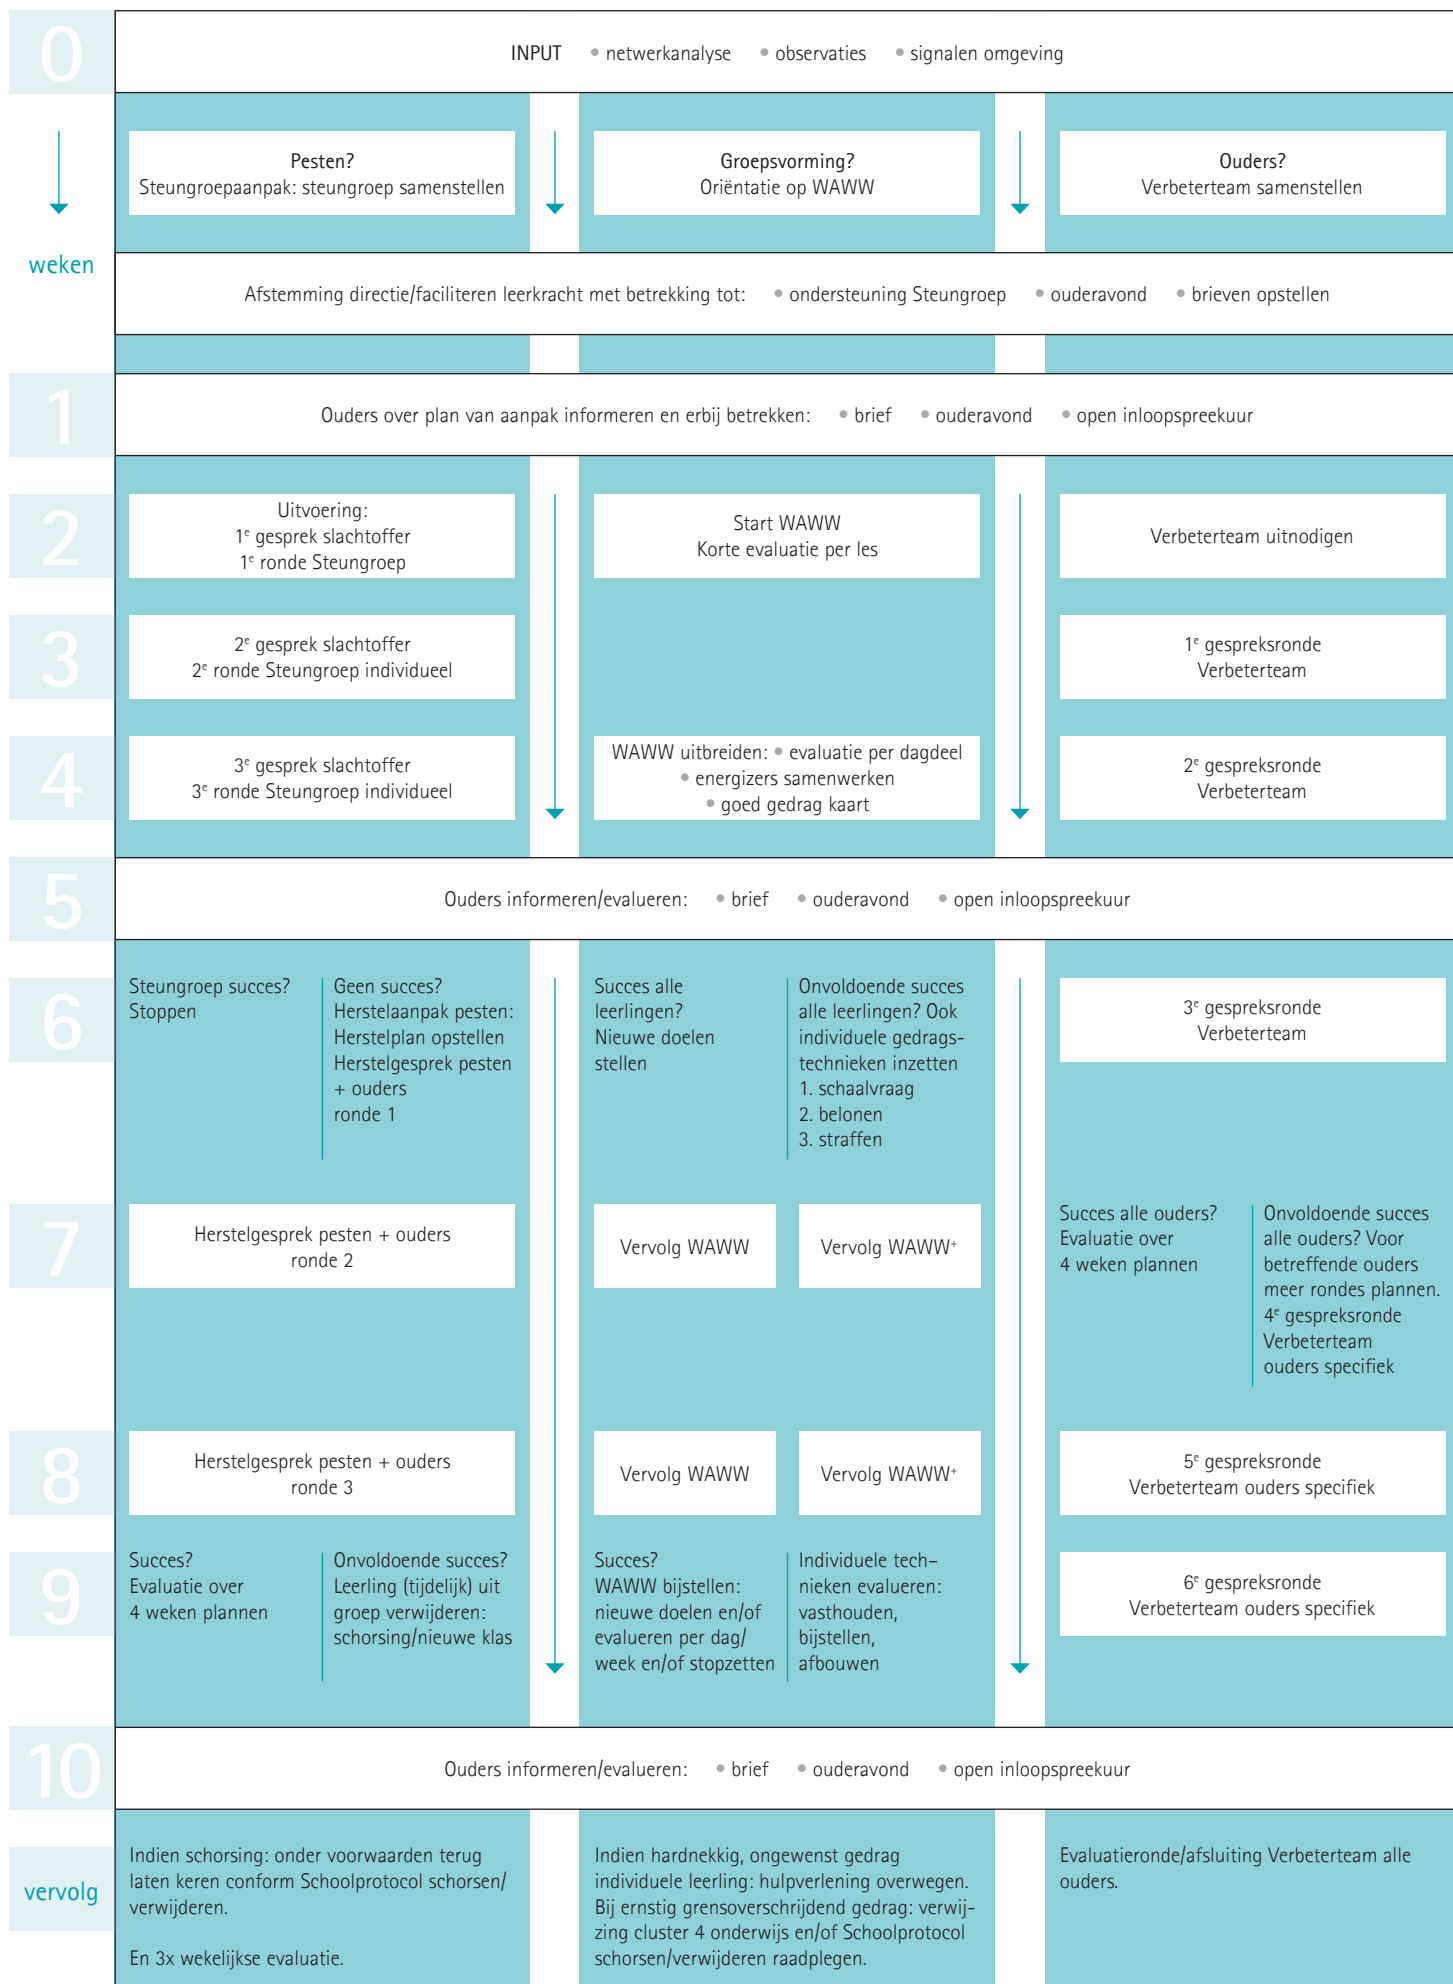 0
INPUT • netwerkanalyse • observaties • signalen omgeving
weken
Pesten?
Steungroepaanpak: steungroep samenstellen
Groepsvorming?
Oriëntatie op WAWW
Ouders?
Verbeterteam samenstellen
Afstemming directie/faciliteren leerkracht met betrekking tot: • ondersteuning Steungroep • ouderavond • brieven opstellen
1
Ouders over plan van aanpak informeren en erbij betrekken: • brief • ouderavond • open inloopspreekuur
2
Uitvoering:
1e gesprek slachtoffer
1e ronde Steungroep
Start WAWW
Korte evaluatie per les
Verbeterteam uitnodigen
3
2e gesprek slachtoffer
2e ronde Steungroep individueel
1e gespreksronde
Verbeterteam
4
3e gesprek slachtoffer
3e ronde Steungroep individueel
WAWW uitbreiden: • evaluatie per dagdeel
• energizers samenwerken
• goed gedrag kaart
2e gespreksronde
Verbeterteam
5
Ouders informeren/evalueren: • brief • ouderavond • open inloopspreekuur
6
Steungroep succes?
Stoppen
Geen succes?
Herstelaanpak pesten:
Herstelplan opstellen
Herstelgesprek pesten
+ ouders
ronde 1
Succes alle
leerlingen?
Nieuwe doelen
stellen
Onvoldoende succes
alle leerlingen? Ook
individuele gedrags-
technieken inzetten
1. schaalvraag
2. belonen
3. straffen
3e gespreksronde
Verbeterteam
7
Herstelgesprek pesten + ouders
ronde 2
Vervolg WAWW
Vervolg WAWW+
Succes alle ouders?
Evaluatie over
4 weken plannen
Onvoldoende succes
alle ouders? Voor
betreffende ouders
meer rondes plannen.
4e gespreksronde
Verbeterteam
ouders specifiek
8
Herstelgesprek pesten + ouders
ronde 3
Vervolg WAWW
Vervolg WAWW+
5e gespreksronde
Verbeterteam ouders specifiek
9
Succes?
Evaluatie over
4 weken plannen
Onvoldoende succes?
Leerling (tijdelijk) uit
groep verwijderen:
schorsing/nieuwe klas
Succes?
WAWW bijstellen:
nieuwe doelen en/of
evalueren per dag/
week en/of stopzetten
Individuele tech–
nieken evalueren:
vasthouden,
bijstellen,
afbouwen
6e gespreksronde
Verbeterteam ouders specifiek
10
Ouders informeren/evalueren: • brief • ouderavond • open inloopspreekuur
vervolg
Indien schorsing: onder voorwaarden terug
laten keren conform Schoolprotocol schorsen/
verwijderen.
En 3x wekelijkse evaluatie.
Indien hardnekkig, ongewenst gedrag
individuele leerling: hulpverlening overwegen.
Bij ernstig grensoverschrijdend gedrag: verwij-
zing cluster 4 onderwijs en/of Schoolprotocol
schorsen/verwijderen raadplegen.
Evaluatieronde/afsluiting Verbeterteam alle
ouders.